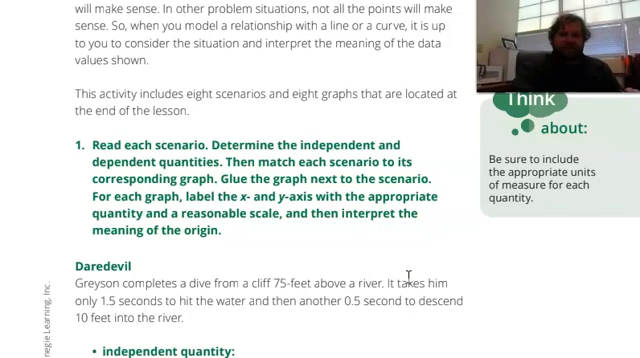 will make sense. In other problem situations, not all the points will make
sense. So, when you model a relationship with a line or a curve, it is up
to you to consider the situation and interpret the meaning of the data
values shown.
This activity includes eight scenarios and eight graphs that are located at
the end of the lesson.
1. Read each scenario. Determine the independent and
dependent quantities. Then match each scenario to its
corresponding graph. Glue the graph next to the scenario.
For each graph, label the x- and y-axis with the appropriate
quantity and a reasonable scale, and then interpret the
meaning of the origin.
Think
about:
Be sure to include
the appropriate units
of measure for each
quantity.
Daredevil
Greyson completes a dive from a cliff 75-feet above a river. It takes him
only 1.5 seconds to hit the water and then another 0.5 second to descend
10 feet into the river.
• independent quantity:
negie Learning, Inc.